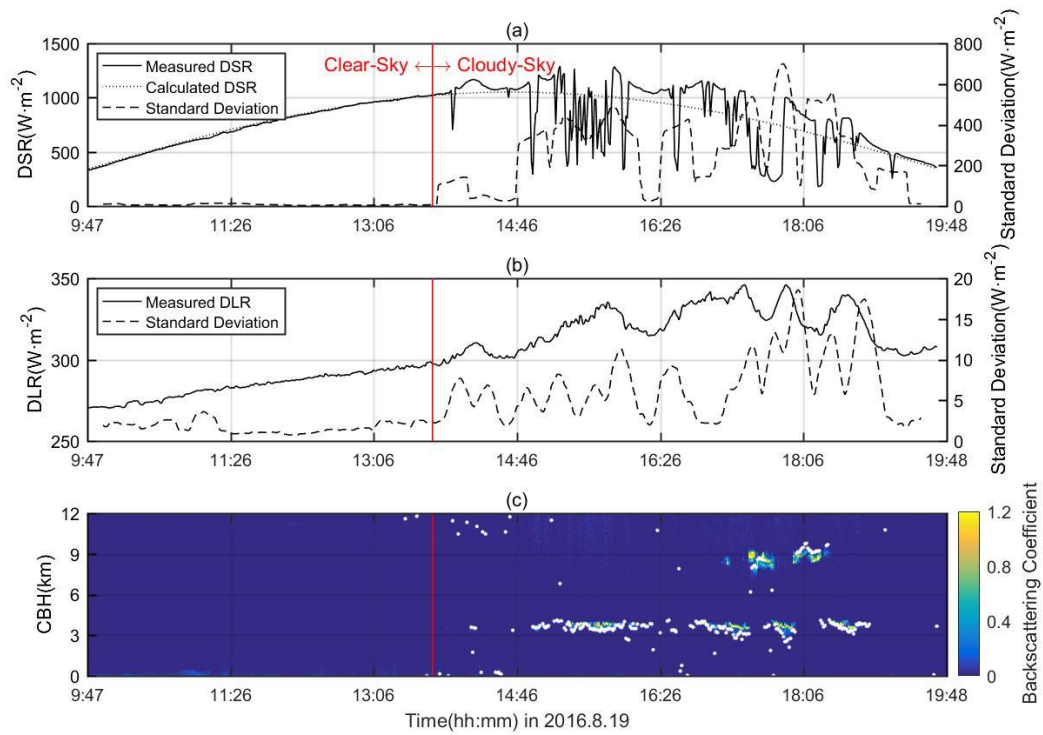 (a)
1500
1000
500
0
DSR(W·m-2)
Measured DSR
Calculated DSR
Standard Deviation
Clear-Sky ←→ Cloudy-Sky
800
600
400
200
0
Standard Deviation(W·m-2)
9:47 11:26 13:06 14:46 16:26 18:06 19:48
(b)
350
300
250
DLR(W·m-2)
Measured DLR
Standard Deviation
20
15
10
5
0
Standard Deviation(W·m-2)
9:47 11:26 13:06 14:46 16:26 18:06 19:48
(c)
12
9
6
3
0
CBH(km)
1.2
0.8
0.4
0
Backscattering Coefficient
9:47 11:26 13:06 14:46 16:26 18:06 19:48
Time(hh:mm) in 2016.8.19